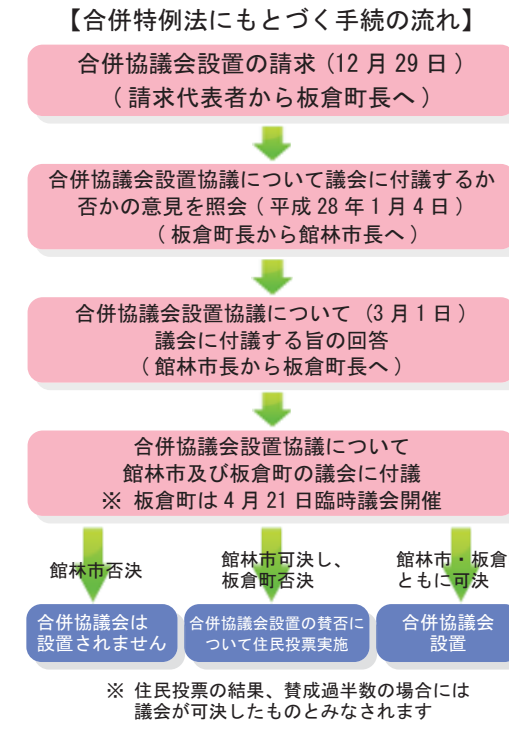 【合併特例法にもとづく手続の流れ】
合併協議会設置の請求(12月29日)
(請求代表者から板倉町長へ)
合併協議会設置協議について議会に付議するか
否かの意見を照会(平成28年1月4日)
(板倉町長から館林市長へ)
合併協議会設置協議について(3月1日)
議会に付議する旨の回答
(館林市長から板倉町長へ)
合併協議会設置協議について
館林市及び板倉町の議会に付議
※ 板倉町は4月21日臨時議会開催
館林市否決
合併協議会は
設置されません
館林市可決し、
板倉町否決
合併協議会設置の賛否に
ついて住民投票実施
館林市・板倉
ともに可決
合併協議会
設置
※ 住民投票の結果、賛成過半数の場合には
議会が可決したものとみなされます